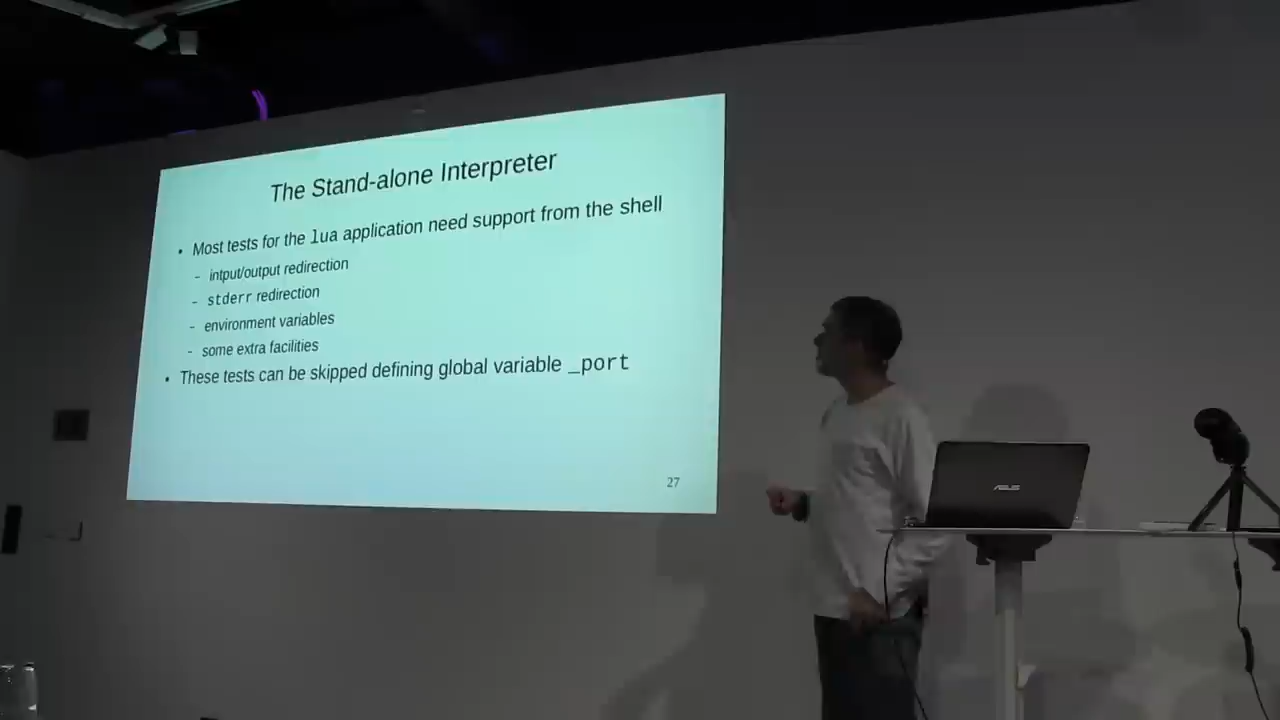 The Stand-alone Interpreter
• Most tests for the lua application need support from the shell
– intput/output redirection
– stderr redirection
– environment variables
– some extra facilities
• These tests can be skipped defining global variable _port
27
ASUS